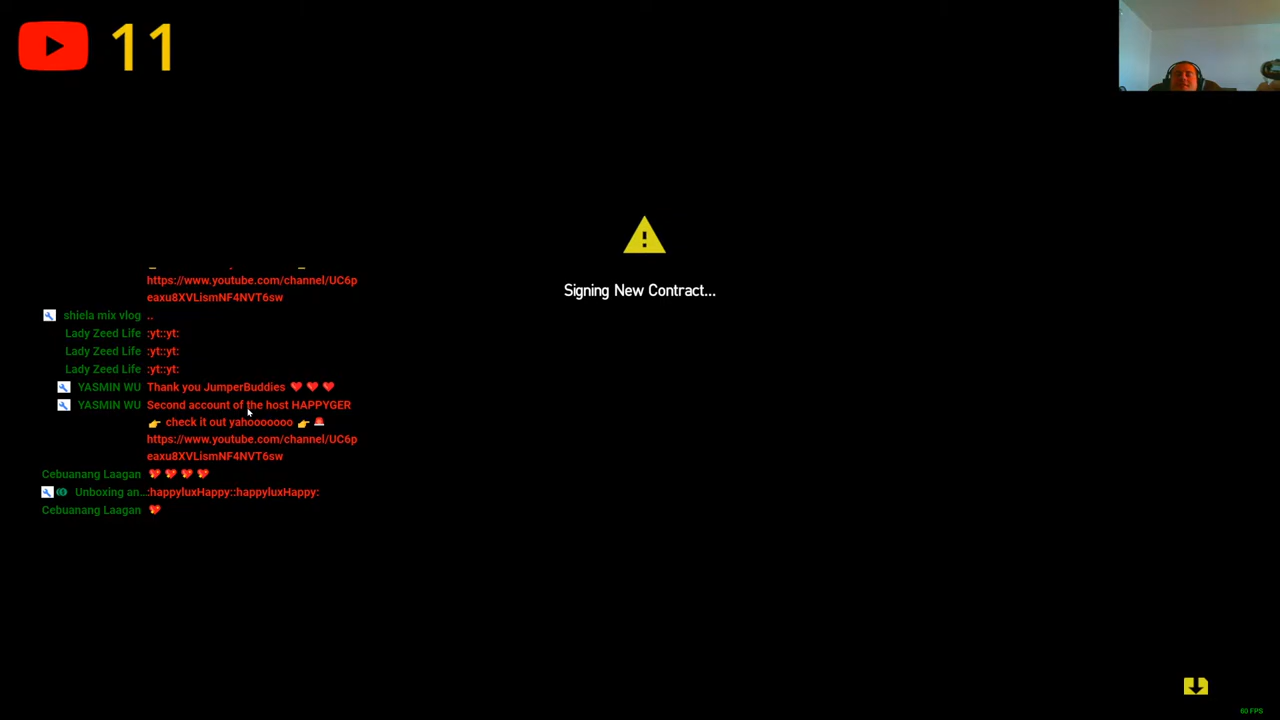 11
Signing New Contract...
https://www.youtube.com/channel/UC6p
eaxu8XVLismNF4NVT6sw
shiela mix vlog ..
Lady Zeed Life :yt::yt:
Lady Zeed Life :yt::yt:
Lady Zeed Life :yt::yt:
YASMIN WU Thank you JumperBuddies ❤️ ❤️ ❤️
YASMIN WU Second account of the host HAPPYGER
👉 check it out yahooooooo 👉 🚨
https://www.youtube.com/channel/UC6p
eaxu8XVLismNF4NVT6sw
Cebuanang Laagan 💖 💖 💖 💖
Unboxing an... :happyluxHappy::happyluxHappy:
Cebuanang Laagan 💖
60 FPS